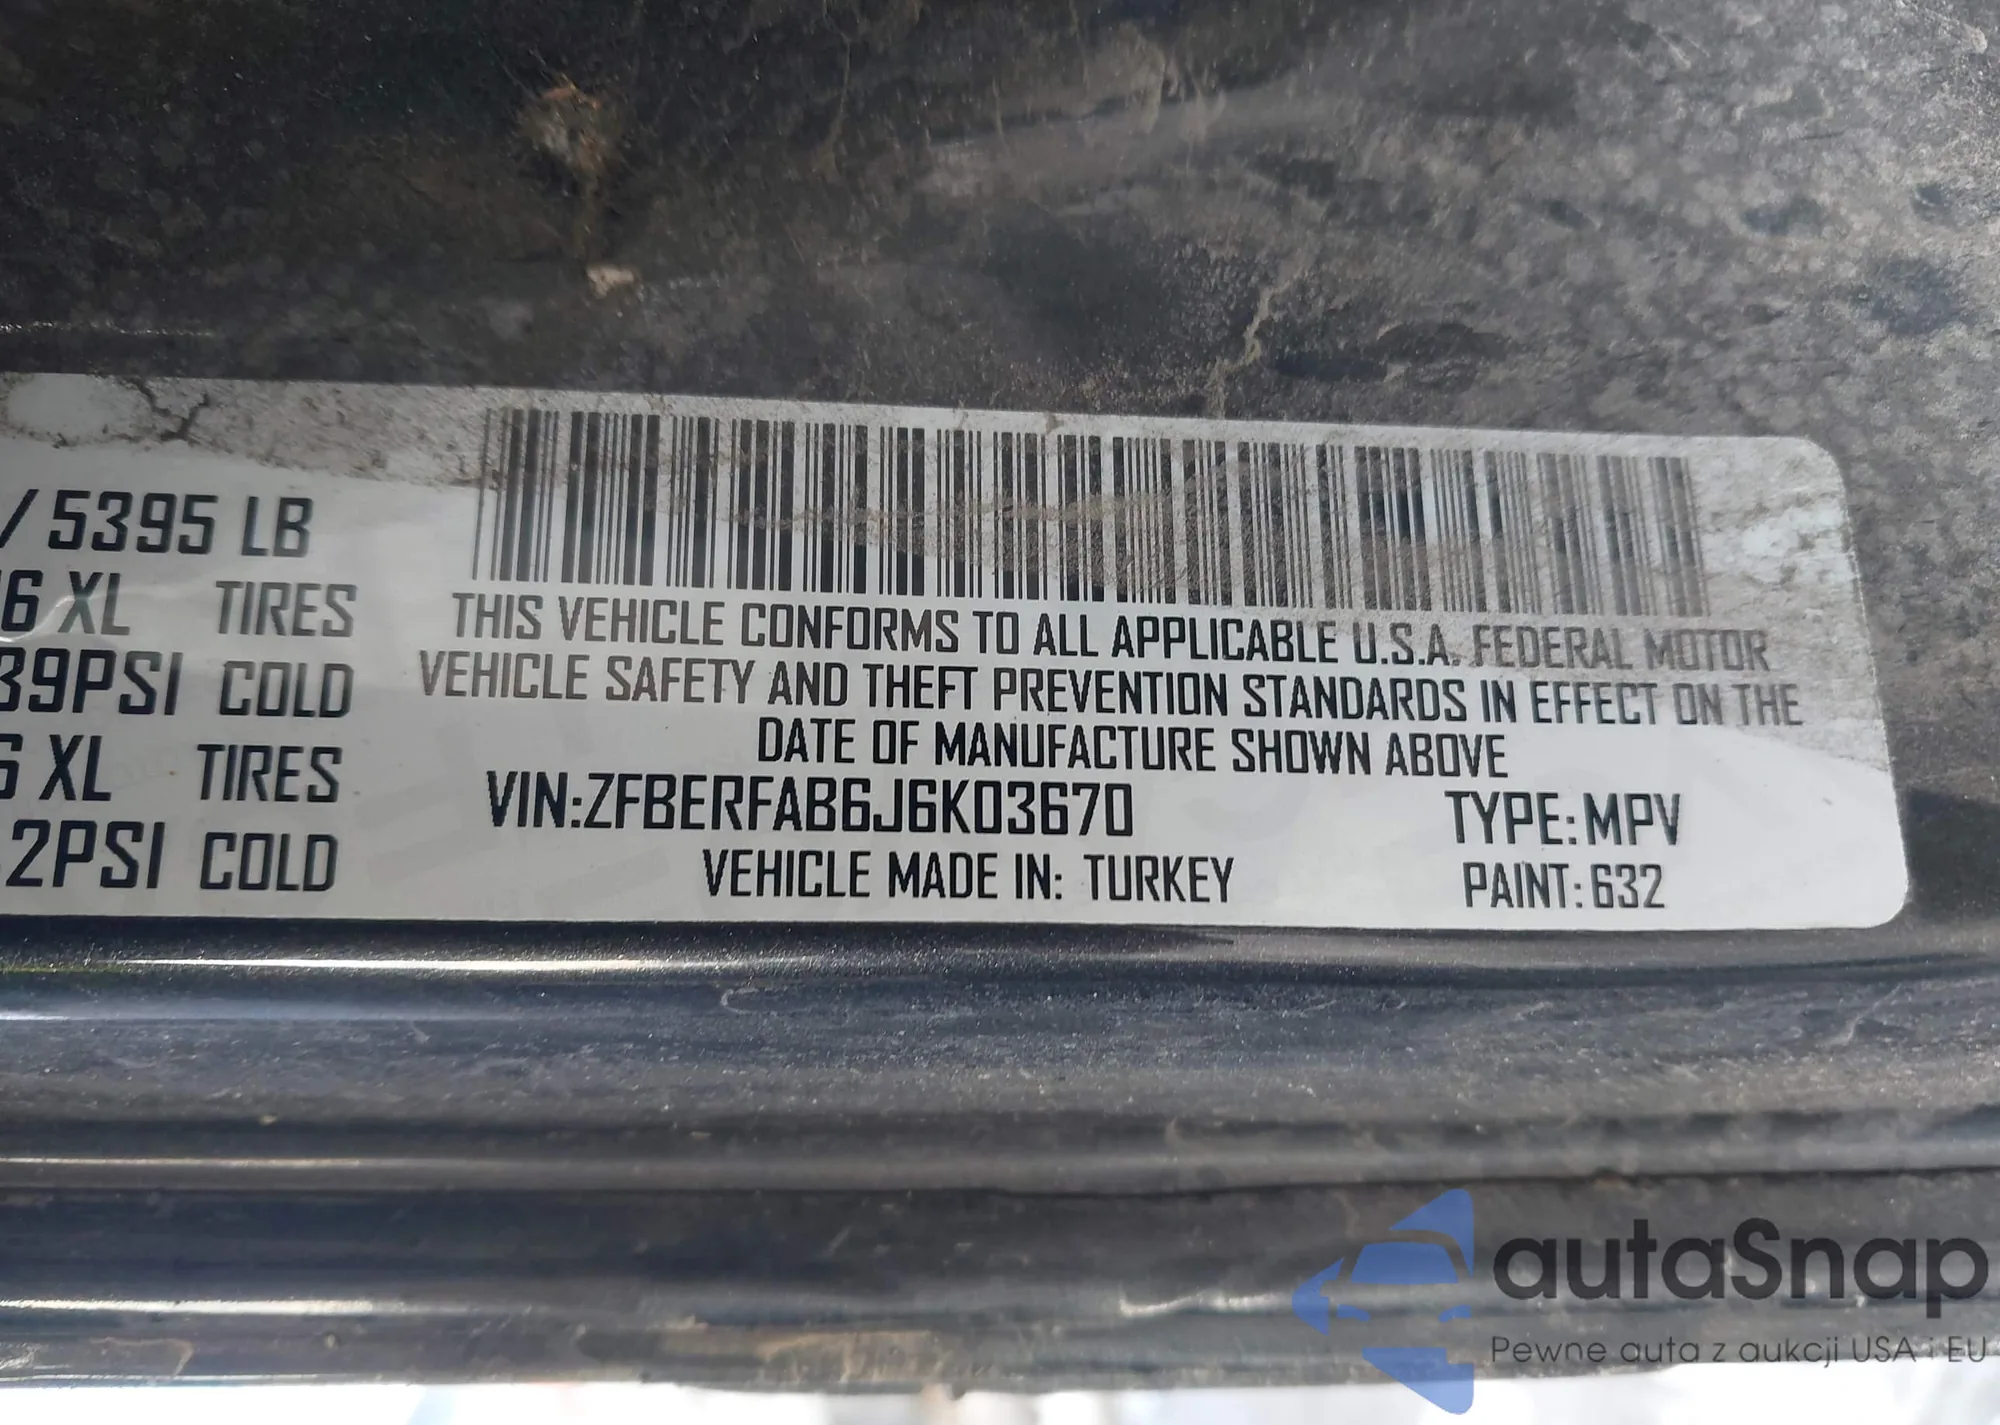 / 5395 LB
6 XL TIRES
39PSI COLD
6 XL TIRES
2PSI COLD
THIS VEHICLE CONFORMS TO ALL APPLICABLE U.S.A. FEDERAL MOTOR
VEHICLE SAFETY AND THEFT PREVENTION STANDARDS IN EFFECT ON THE
DATE OF MANUFACTURE SHOWN ABOVE
VIN:ZFBERFAB6J6K03670 TYPE:MPV
VEHICLE MADE IN: TURKEY PAINT:632
autaSnap
Pewne auta z aukcji USA i EU